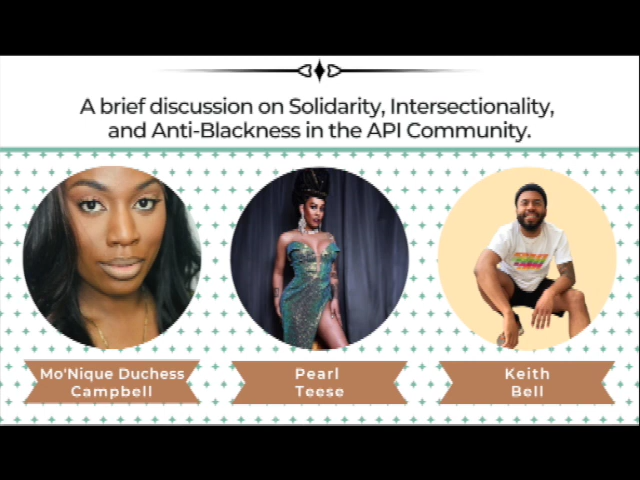 A brief discussion on Solidarity, Intersectionality,
and Anti-Blackness in the API Community.
Mo'Nique Duchess
Campbell
Pearl
Teese
Keith
Bell